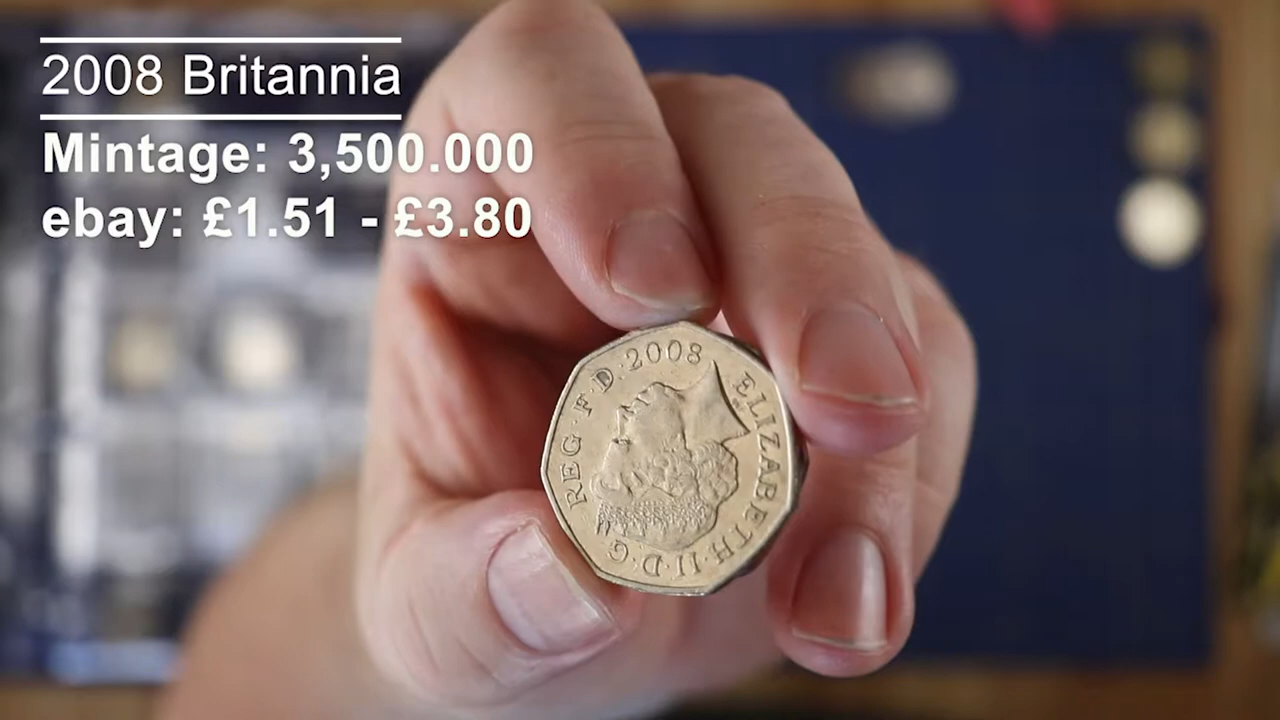 2008 Britannia
Mintage: 3,500.000
ebay: £1.51 - £3.80
ELIZABETH·II·D·G
REG·F·D·2008